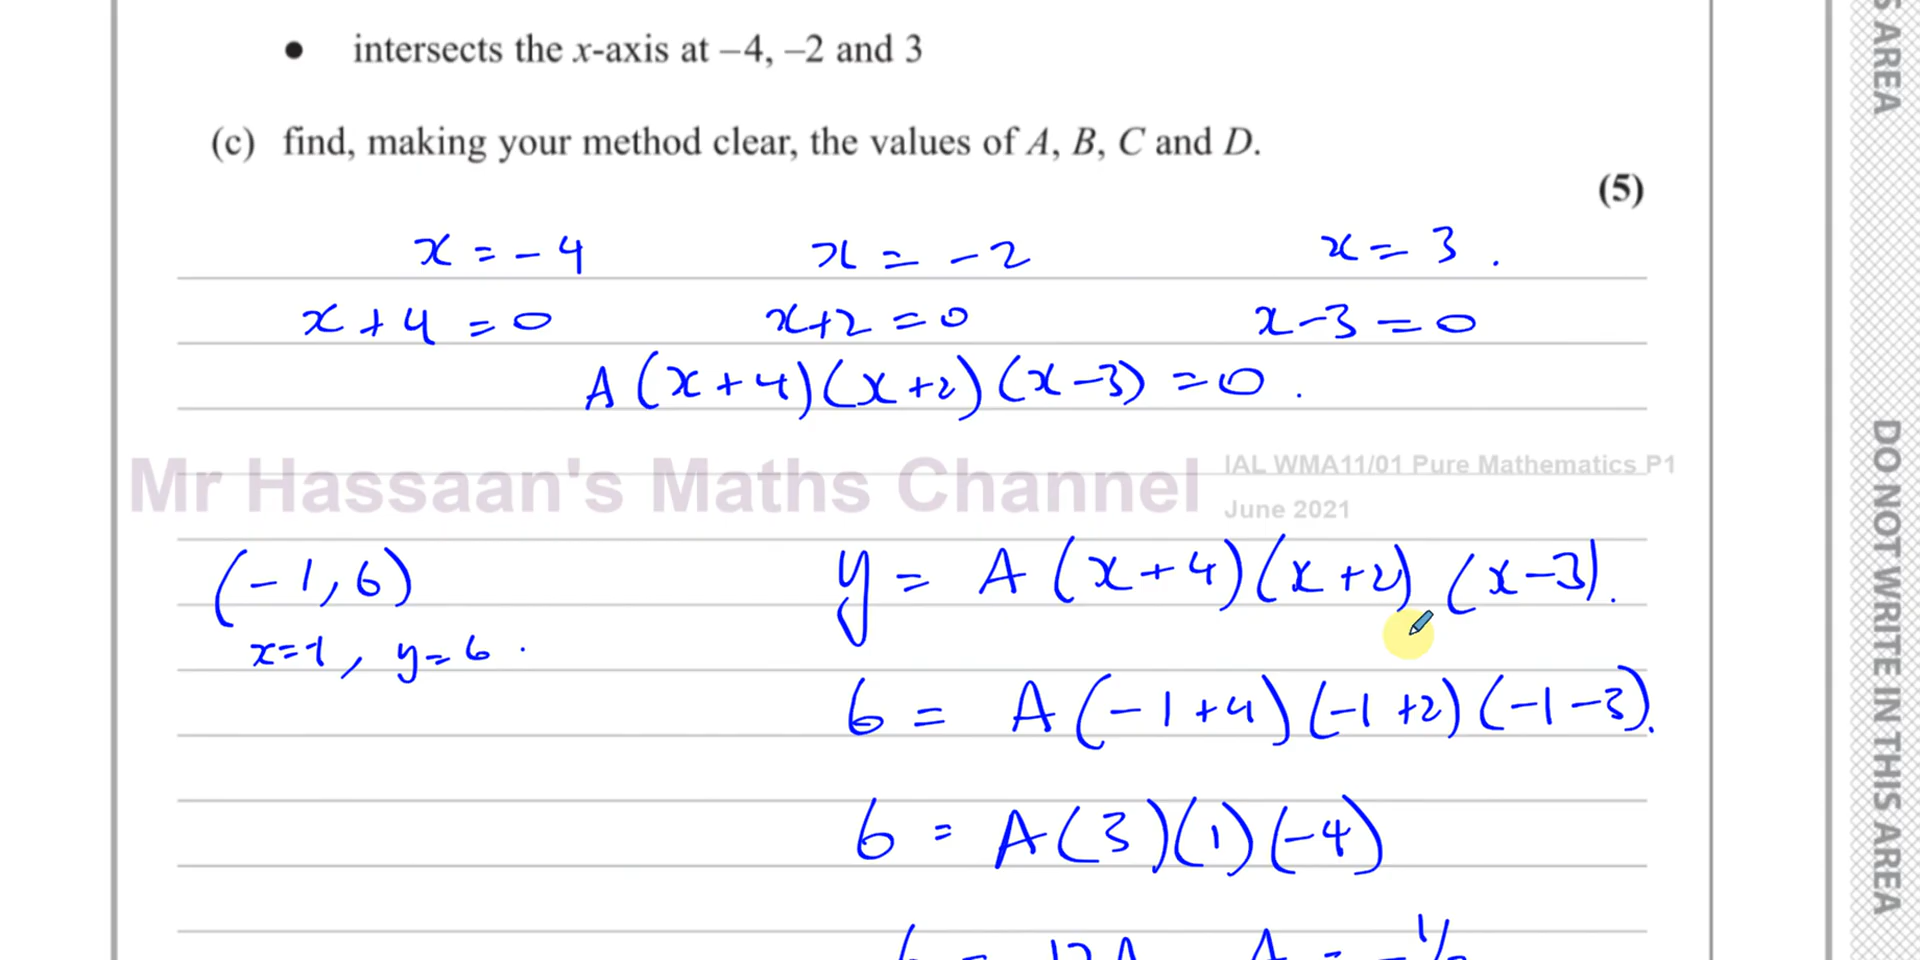 • intersects the x-axis at –4, –2 and 3
(c) find, making your method clear, the values of A, B, C and D.
(5)
x = -4 x = -2 x = 3.
x+4=0 x+2=0 x-3=0
A(x+4)(x+2)(x-3)=0.
Mr Hassaan's Maths Channel
IAL WMA11/01 Pure Mathematics P1
June 2021
(-1,6) y = A(x+4)(x+2)(x-3).
x=-1, y=6.
6 = A(-1+4)(-1+2)(-1-3).
6 = A(3)(1)(-4)
S AREA
DO NOT WRITE IN THIS AREA